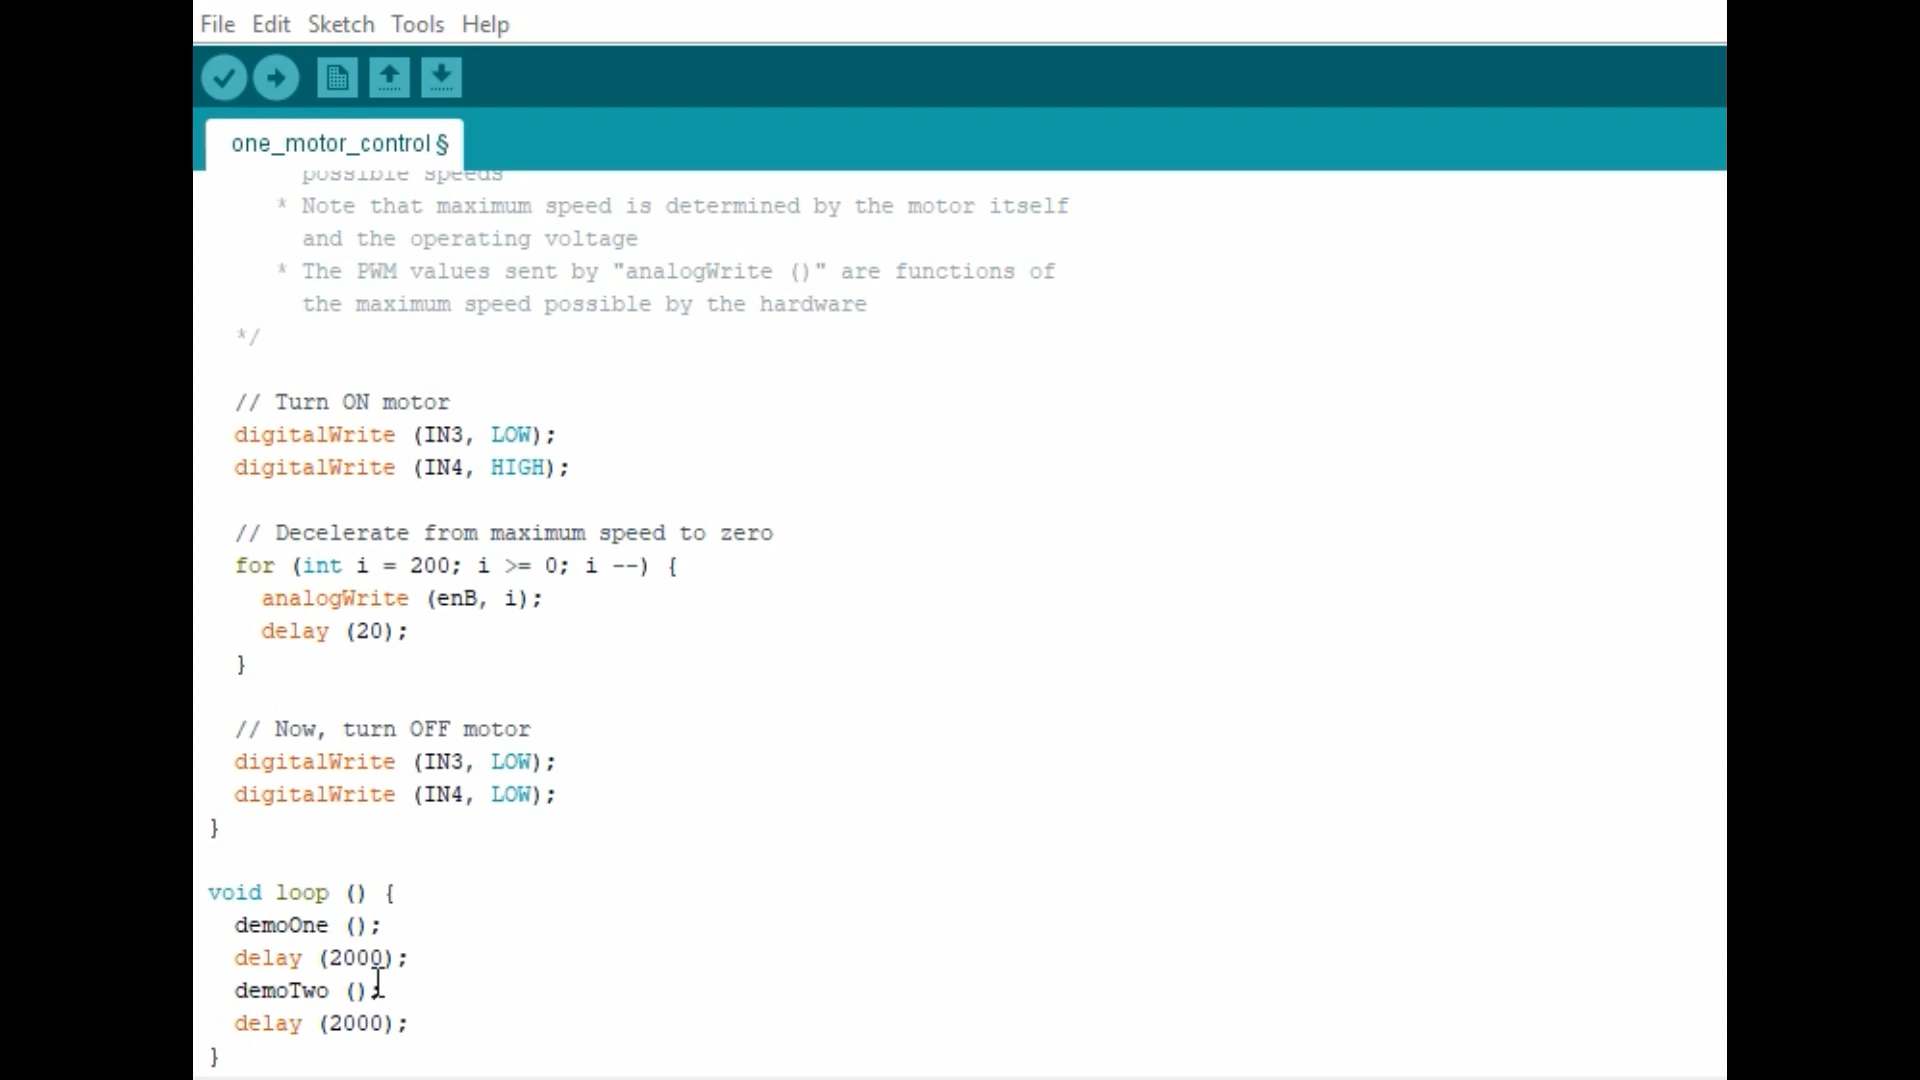 File Edit Sketch Tools Help
one_motor_control §
possible speeds
* Note that maximum speed is determined by the motor itself
and the operating voltage
* The PWM values sent by "analogWrite ()" are functions of
the maximum speed possible by the hardware
*/
// Turn ON motor
digitalWrite (IN3, LOW);
digitalWrite (IN4, HIGH);
// Decelerate from maximum speed to zero
for (int i = 200; i >= 0; i --) {
analogWrite (enB, i);
delay (20);
}
// Now, turn OFF motor
digitalWrite (IN3, LOW);
digitalWrite (IN4, LOW);
}
void loop () {
demoOne ();
delay (2000);
demoTwo ();
delay (2000);
}